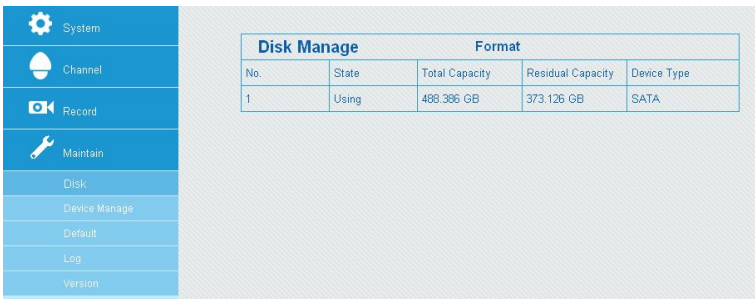 System
Channel
Record
Maintain
Disk
Device Manage
Default
Log
Version
Disk Manage Format
No. State Total Capacity Residual Capacity Device Type
1 Using 488.386 GB 373.126 GB SATA